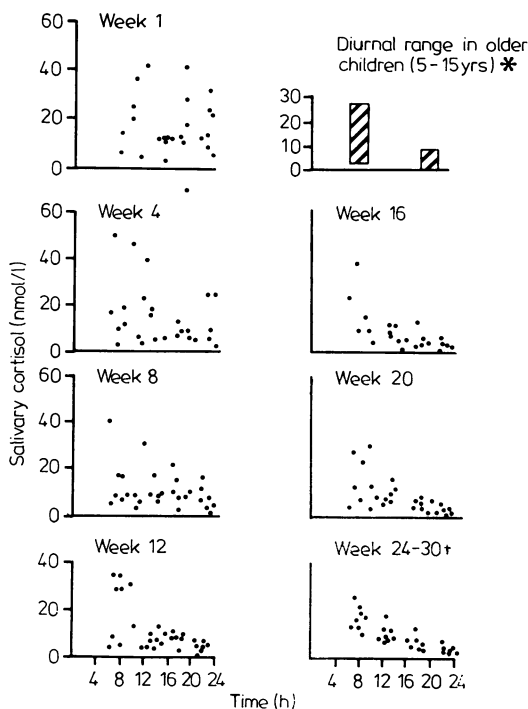 Week 1
60
40
20
0
Diurnal range in older
children (5-15yrs) *
30
20
10
0
Salivary cortisol (nmol/l)
Week 4
60
40
20
0
Week 16
Week 8
60
40
20
0
Week 20
Week 12
40
20
0
4 8 12 16 20 24
Week 24-30†
4 8 12 16 20 24
Time (h)